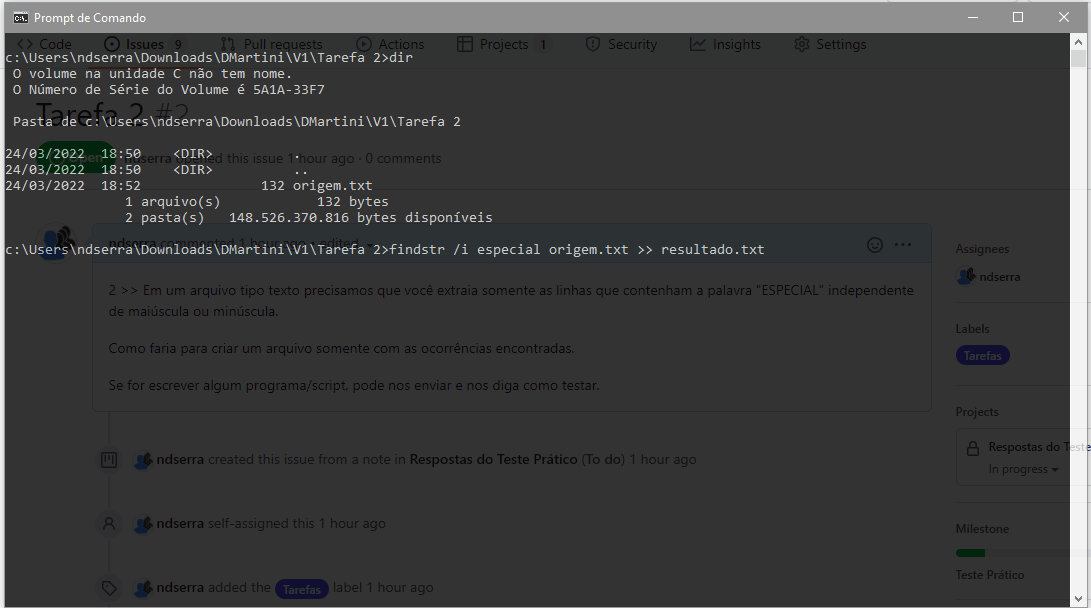 Prompt de Comando
Code Issues 9 Pull requests Actions Projects 1 Security Insights Settings
c:\Users\ndserra\Downloads\DMartini\V1\Tarefa 2>dir
 O volume na unidade C não tem nome.
 O Número de Série do Volume é 5A1A-33F7
Tarefa 2 #2
 Pasta de c:\Users\ndserra\Downloads\DMartini\V1\Tarefa 2
24/03/2022  18:50    <DIR>          .
Open ndserra opened this issue 1 hour ago · 0 comments
24/03/2022  18:50    <DIR>          ..
24/03/2022  18:52               132 origem.txt
               1 arquivo(s)            132 bytes
               2 pasta(s)   148.526.370.816 bytes disponíveis
ndserra commented 1 hour ago · edited
c:\Users\ndserra\Downloads\DMartini\V1\Tarefa 2>findstr /i especial origem.txt >> resultado.txt
2 >> Em um arquivo tipo texto precisamos que você extraia somente as linhas que contenham a palavra "ESPECIAL" independente
de maiúscula ou minúscula.
Como faria para criar um arquivo somente com as ocorrências encontradas.
Se for escrever algum programa/script, pode nos enviar e nos diga como testar.
ndserra created this issue from a note in Respostas do Teste Prático (To do) 1 hour ago
ndserra self-assigned this 1 hour ago
ndserra added the Tarefas label 1 hour ago
Assignees
ndserra
Labels
Tarefas
Projects
Respostas do Teste
In progress
Milestone
Teste Prático